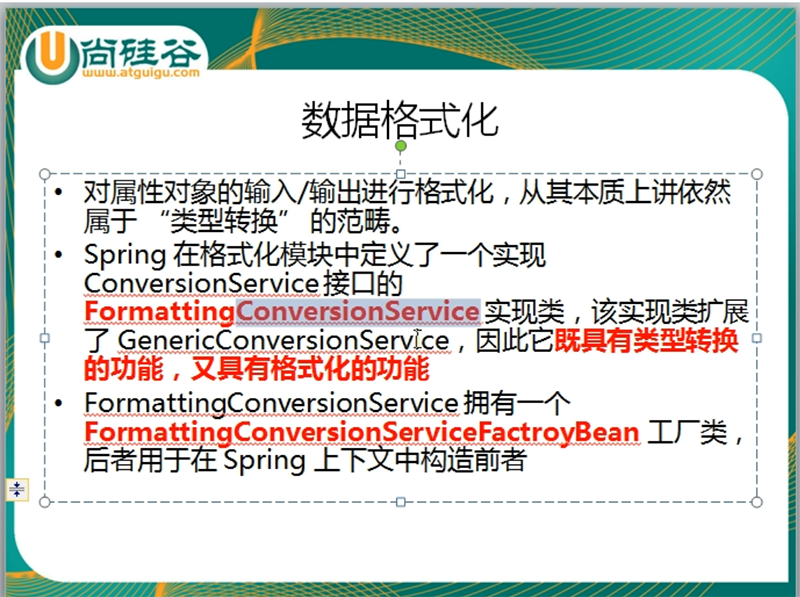 尚硅谷
www.atguigu.com
数据格式化
• 对属性对象的输入/输出进行格式化，从其本质上讲依然
属于 “类型转换” 的范畴。
• Spring 在格式化模块中定义了一个实现
ConversionService 接口的
FormattingConversionService 实现类，该实现类扩展
了 GenericConversionService，因此它既具有类型转换
的功能，又具有格式化的功能
• FormattingConversionService 拥有一个
FormattingConversionServiceFactroyBean 工厂类，
后者用于在 Spring 上下文中构造前者